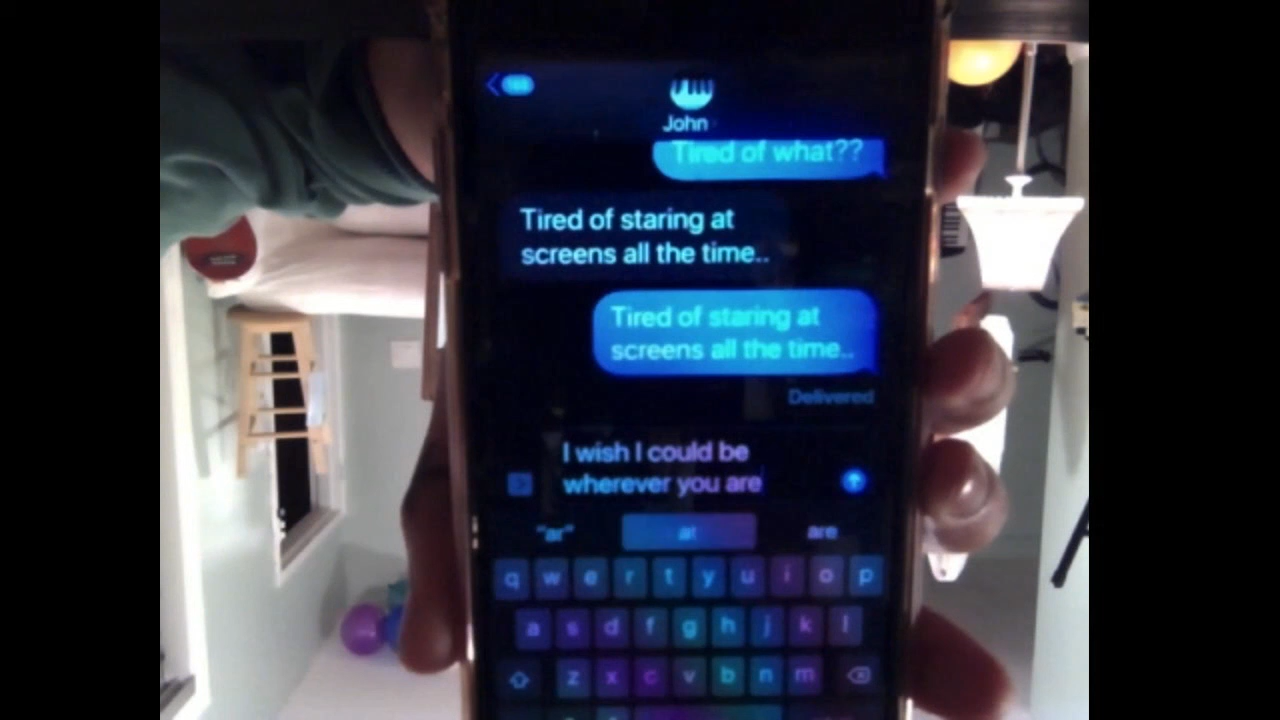 John
Tired of what??
Tired of staring at
screens all the time..
Tired of staring at
screens all the time..
Delivered
I wish I could be
wherever you are
"ar" at are
q w e r t y u i o p
a s d f g h j k l
z x c v b n m